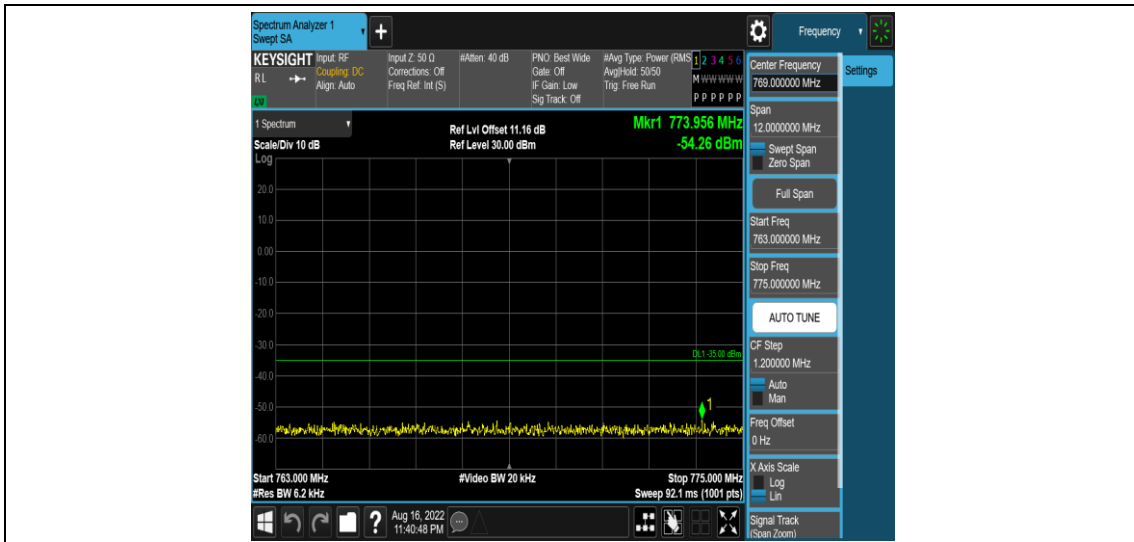 Spectrum Analyzer 1
Swept SA
+
Frequency
KEYSIGHT
RL
LM
Input: RF
Coupling: DC
Align: Auto
Input Z: 50 Ω
Corrections: Off
Freq Ref: Int (S)
#Atten: 40 dB
PNO: Best Wide
Gate: Off
IF Gain: Low
Sig Track: Off
#Avg Type: Power (RMS
Avg|Hold: 50/50
Trig: Free Run
1 2 3 4 5 6
M W W W W W
P P P P P P
1 Spectrum
Scale/Div 10 dB
Ref Lvl Offset 11.16 dB
Ref Level 30.00 dBm
Mkr1 773.956 MHz
-54.26 dBm
Log
20.0
10.0
0.00
-10.0
-20.0
-30.0
-40.0
-50.0
-60.0
DL1 -35.00 dBm
1
Start 763.000 MHz
#Res BW 6.2 kHz
#Video BW 20 kHz
Stop 775.000 MHz
Sweep 92.1 ms (1001 pts)
Center Frequency
769.000000 MHz
Settings
Span
12.0000000 MHz
Swept Span
Zero Span
Full Span
Start Freq
763.000000 MHz
Stop Freq
775.000000 MHz
AUTO TUNE
CF Step
1.200000 MHz
Auto
Man
Freq Offset
0 Hz
X Axis Scale
Log
Lin
Signal Track
(Span Zoom)
?
Aug 16, 2022
11:40:48 PM